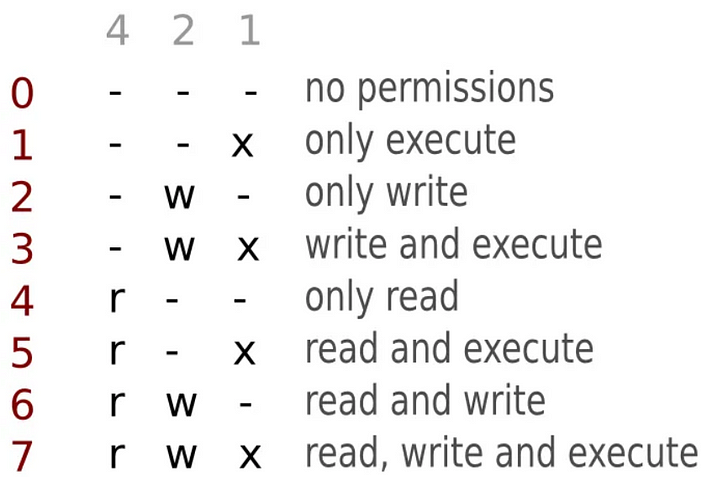 4 2 1
0 - - - no permissions
1 - - x only execute
2 - w - only write
3 - w x write and execute
4 r - - only read
5 r - x read and execute
6 r w - read and write
7 r w x read, write and execute